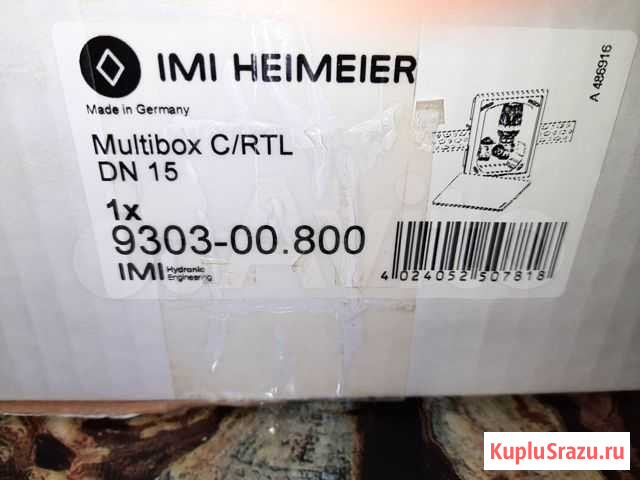 IMI HEIMEIER
Made in Germany
Multibox C/RTL
DN 15
1x
9303-00.800
IMI Hydronic
Engineering
A 486916
4 024052 507818
Avito
KupluSrazu.ru